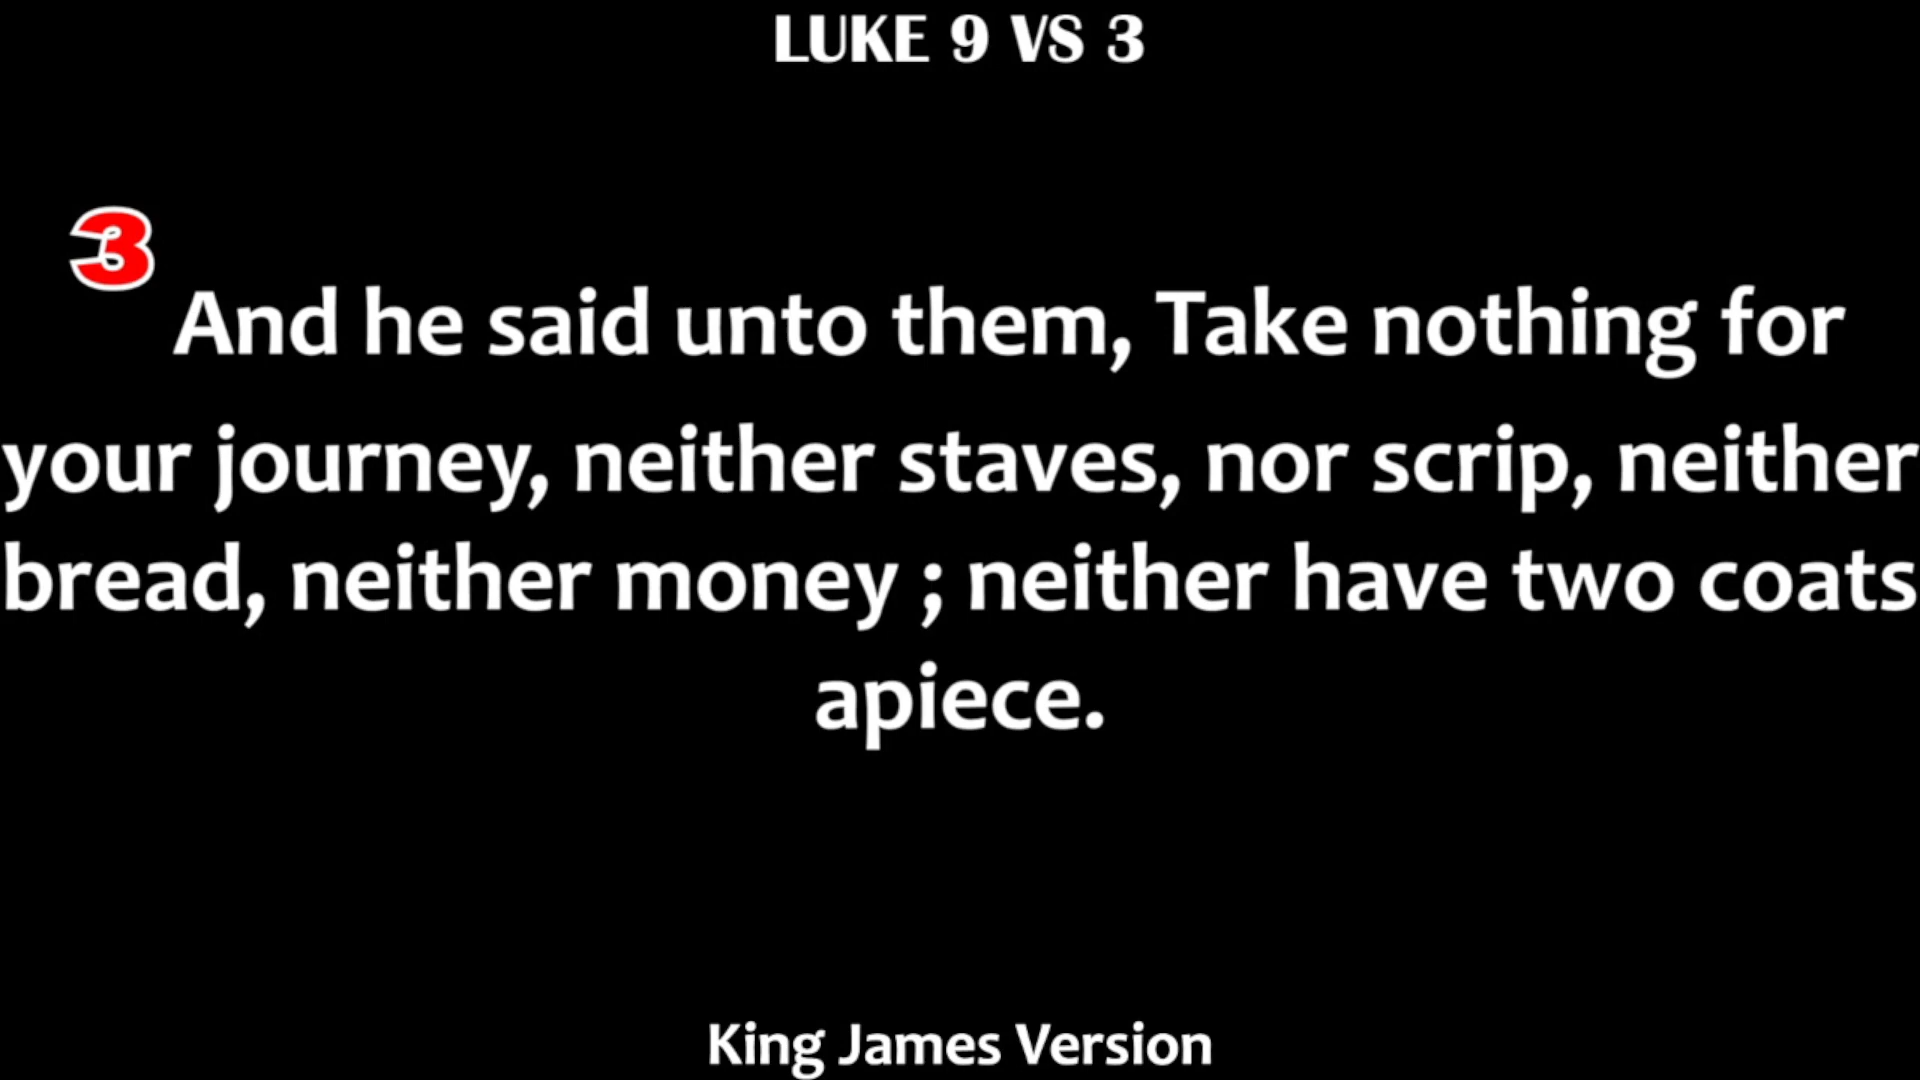 LUKE 9 VS 3
3
And he said unto them, Take nothing for
your journey, neither staves, nor scrip, neither
bread, neither money ; neither have two coats
apiece.
King James Version